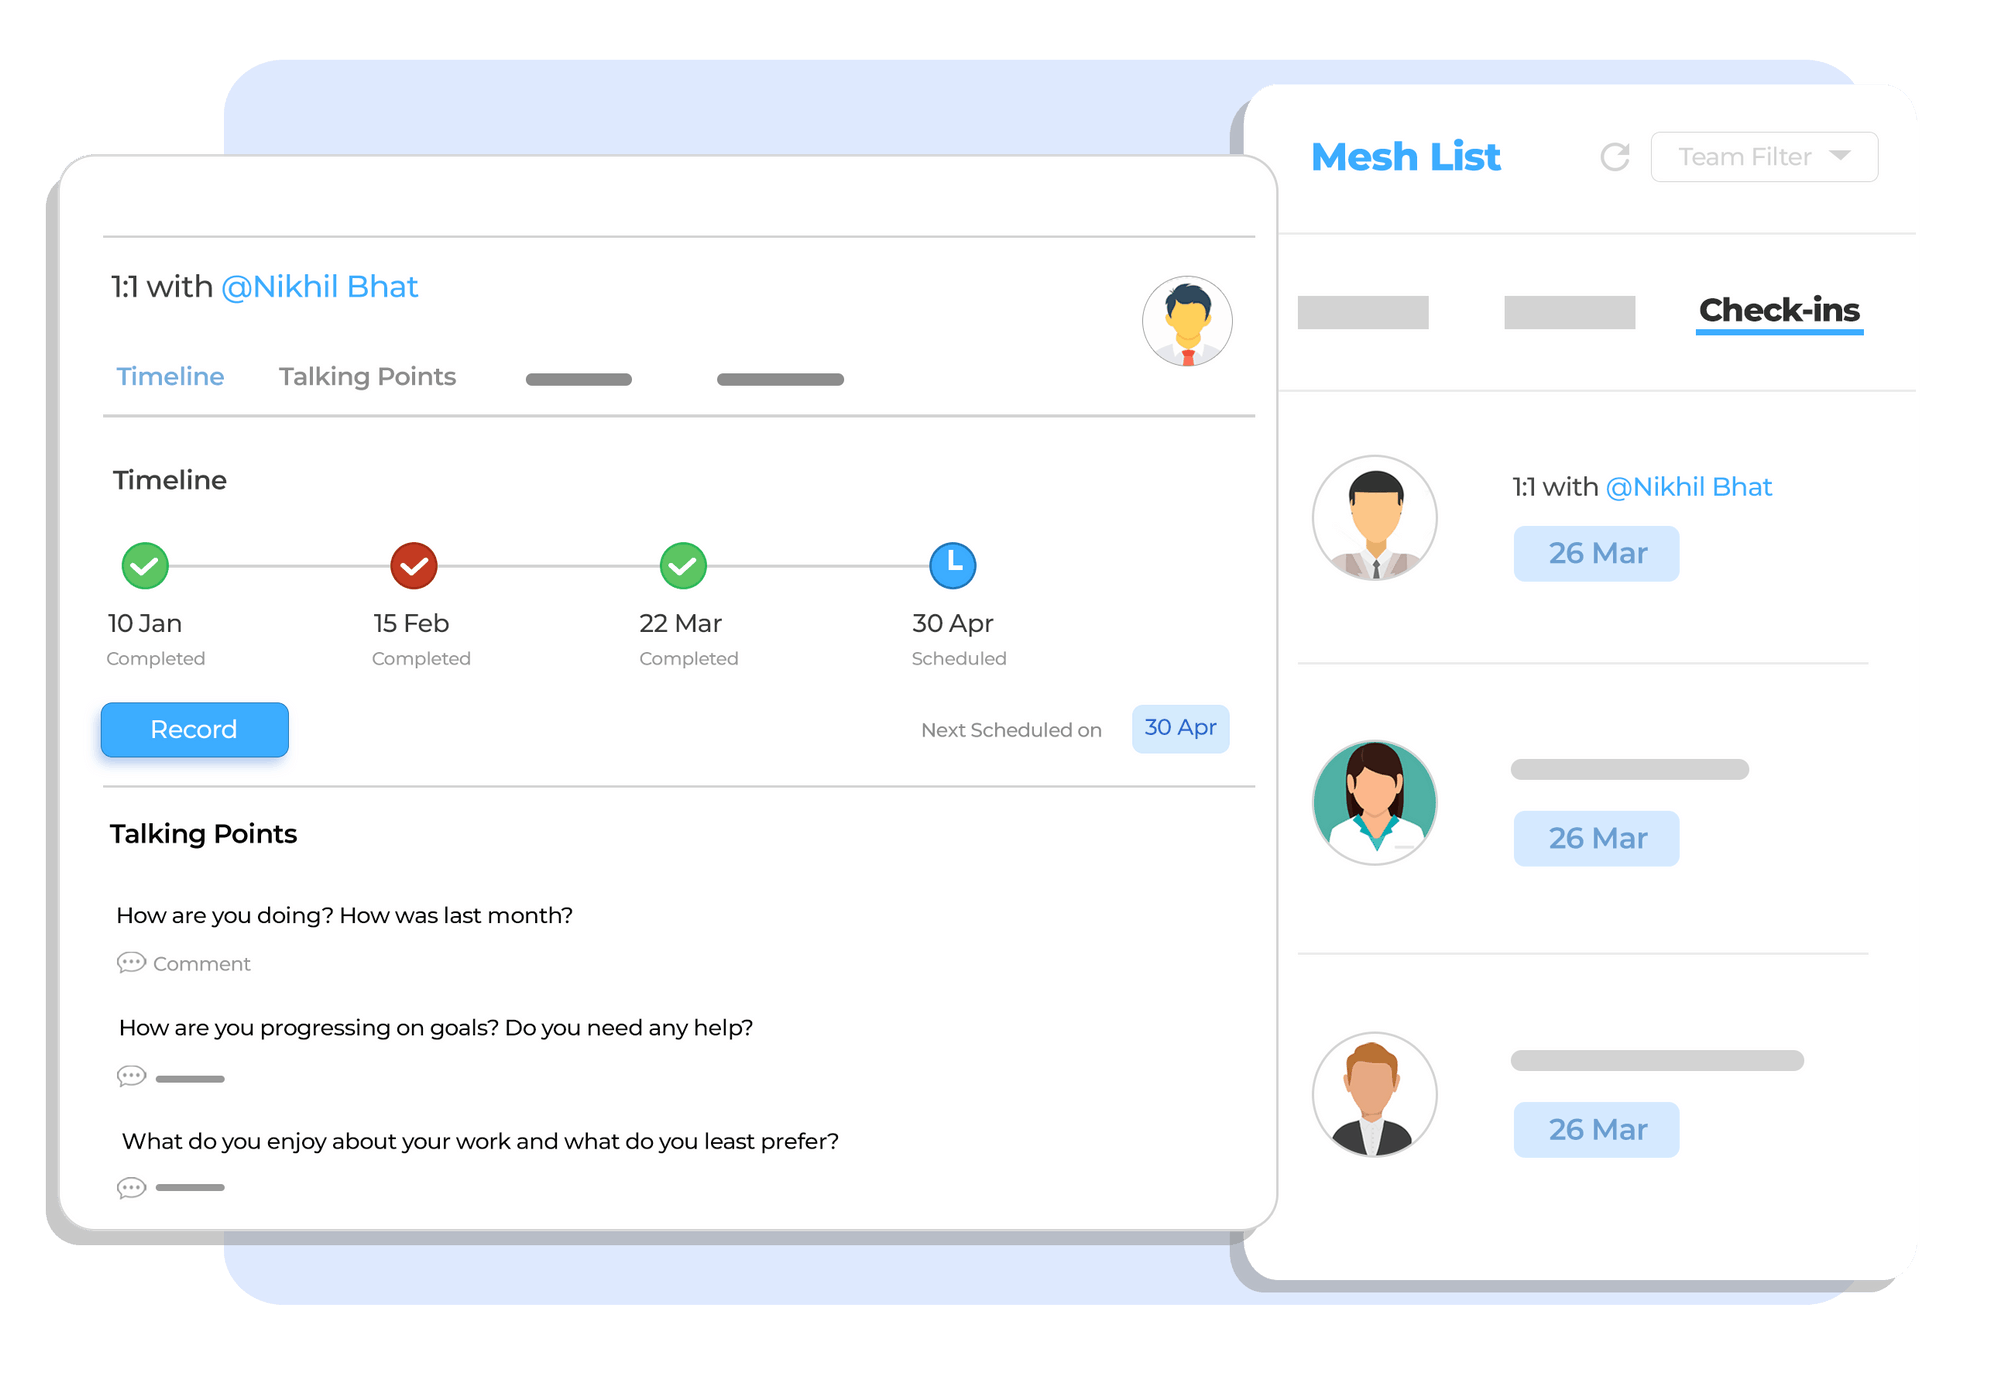 Mesh List
Team Filter
Check-ins
1:1 with @Nikhil Bhat
26 Mar
26 Mar
26 Mar
1:1 with @Nikhil Bhat
Timeline Talking Points
Timeline
10 Jan 15 Feb 22 Mar 30 Apr
Completed Completed Completed Scheduled
Record Next Scheduled on 30 Apr
Talking Points
How are you doing? How was last month?
Comment
How are you progressing on goals? Do you need any help?
What do you enjoy about your work and what do you least prefer?